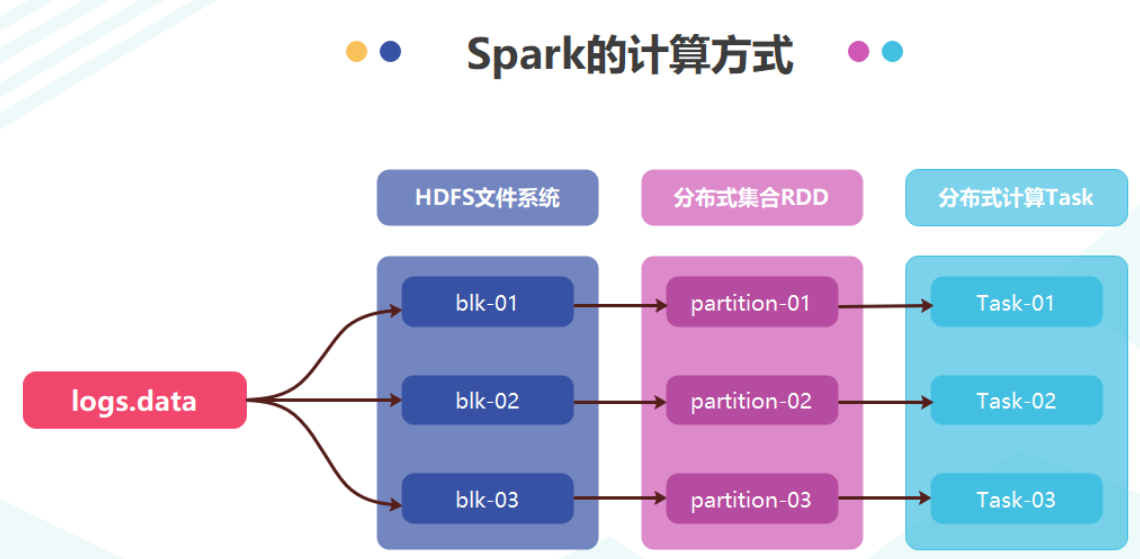 Spark的计算方式
HDFS文件系统
分布式集合RDD
分布式计算Task
blk-01
partition-01
Task-01
logs.data
blk-02
partition-02
Task-02
blk-03
partition-03
Task-03